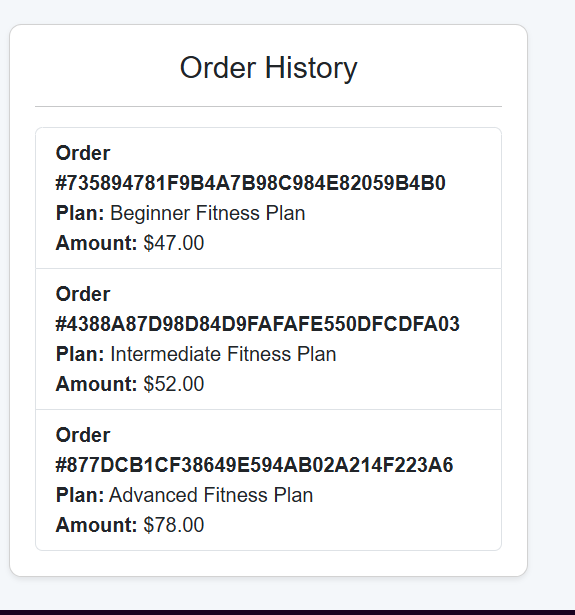 Order History
Order
#735894781F9B4A7B98C984E82059B4B0
Plan: Beginner Fitness Plan
Amount: $47.00
Order
#4388A87D98D84D9FAFAFE550DFCDFA03
Plan: Intermediate Fitness Plan
Amount: $52.00
Order
#877DCB1CF38649E594AB02A214F223A6
Plan: Advanced Fitness Plan
Amount: $78.00